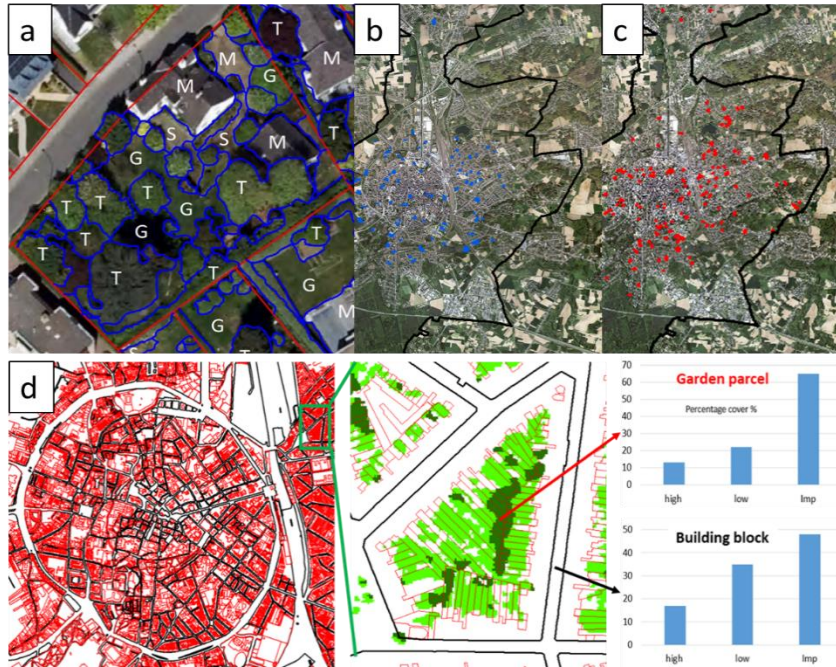 a
T
M
M
G
T
S
S
M
G
T
T
T
G
T
T
T
G
T
T
T
G
G
M
S
T
b
c
d
Garden parcel
Percentage cover %
70
60
50
40
30
20
10
0
high
low
Imp
Building block
50
40
30
20
10
0
high
low
Imp